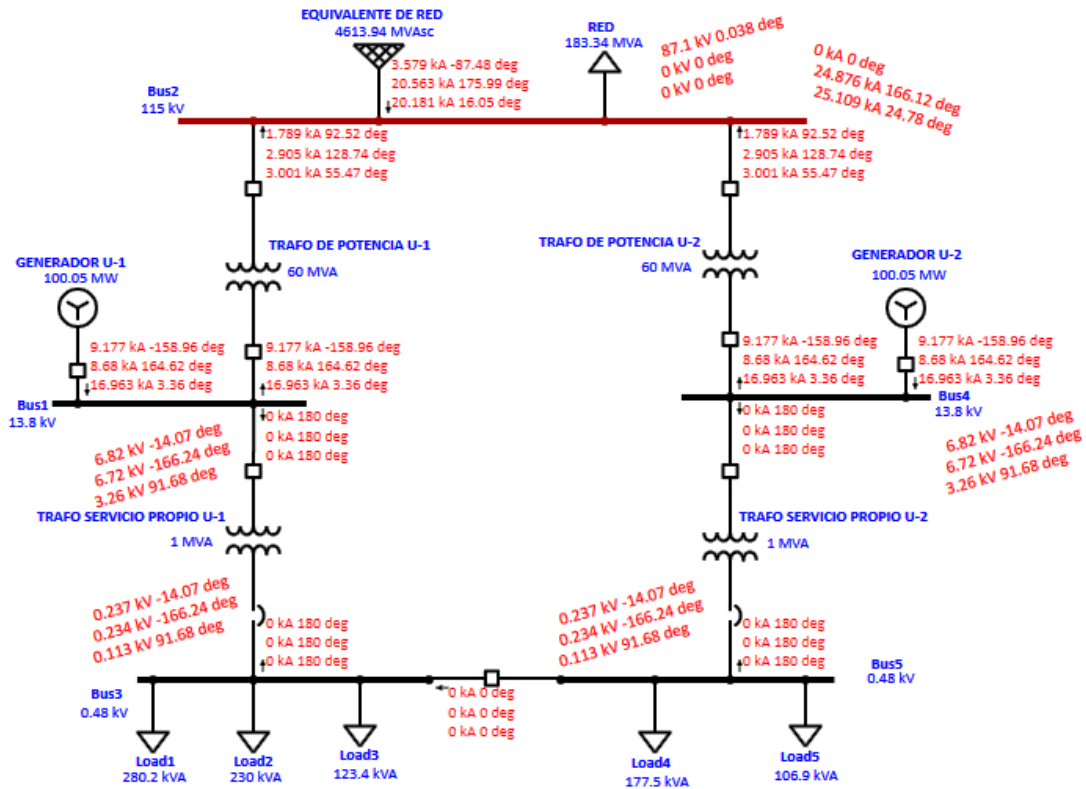 EQUIVALENTE DE RED
4613.94 MVAsc
RED
183.34 MVA
87.1 kV 0.038 deg
0 kV 0 deg
0 kV 0 deg
0 kA 0 deg
24.876 kA 166.12 deg
25.109 kA 24.78 deg
3.579 kA -87.48 deg
20.563 kA 175.99 deg
20.181 kA 16.05 deg
Bus2
115 kV
1.789 kA 92.52 deg
2.905 kA 128.74 deg
3.001 kA 55.47 deg
1.789 kA 92.52 deg
2.905 kA 128.74 deg
3.001 kA 55.47 deg
TRAFO DE POTENCIA U-1
60 MVA
TRAFO DE POTENCIA U-2
60 MVA
GENERADOR U-1
100.05 MW
GENERADOR U-2
100.05 MW
9.177 kA -158.96 deg
8.68 kA 164.62 deg
16.963 kA 3.36 deg
9.177 kA -158.96 deg
8.68 kA 164.62 deg
16.963 kA 3.36 deg
9.177 kA -158.96 deg
8.68 kA 164.62 deg
16.963 kA 3.36 deg
9.177 kA -158.96 deg
8.68 kA 164.62 deg
16.963 kA 3.36 deg
Bus1
13.8 kV
Bus4
13.8 kV
0 kA 180 deg
0 kA 180 deg
0 kA 180 deg
0 kA 180 deg
0 kA 180 deg
0 kA 180 deg
6.82 kV -14.07 deg
6.72 kV -166.24 deg
3.26 kV 91.68 deg
6.82 kV -14.07 deg
6.72 kV -166.24 deg
3.26 kV 91.68 deg
TRAFO SERVICIO PROPIO U-1
1 MVA
TRAFO SERVICIO PROPIO U-2
1 MVA
0.237 kV -14.07 deg
0.234 kV -166.24 deg
0.113 kV 91.68 deg
0.237 kV -14.07 deg
0.234 kV -166.24 deg
0.113 kV 91.68 deg
0 kA 180 deg
0 kA 180 deg
0 kA 180 deg
0 kA 180 deg
0 kA 180 deg
0 kA 180 deg
Bus3
0.48 kV
Bus5
0.48 kV
0 kA 0 deg
0 kA 0 deg
0 kA 0 deg
Load1
280.2 kVA
Load2
230 kVA
Load3
123.4 kVA
Load4
177.5 kVA
Load5
106.9 kVA